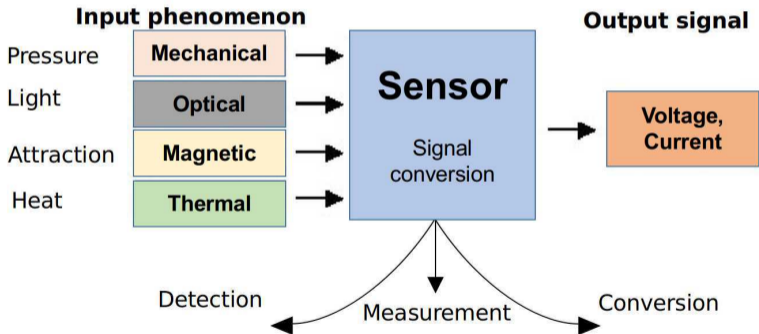 Input phenomenon
Output signal
Pressure
Mechanical
Light
Optical
Attraction
Magnetic
Heat
Thermal
Sensor
Signal
conversion
Voltage,
Current
Detection
Measurement
Conversion